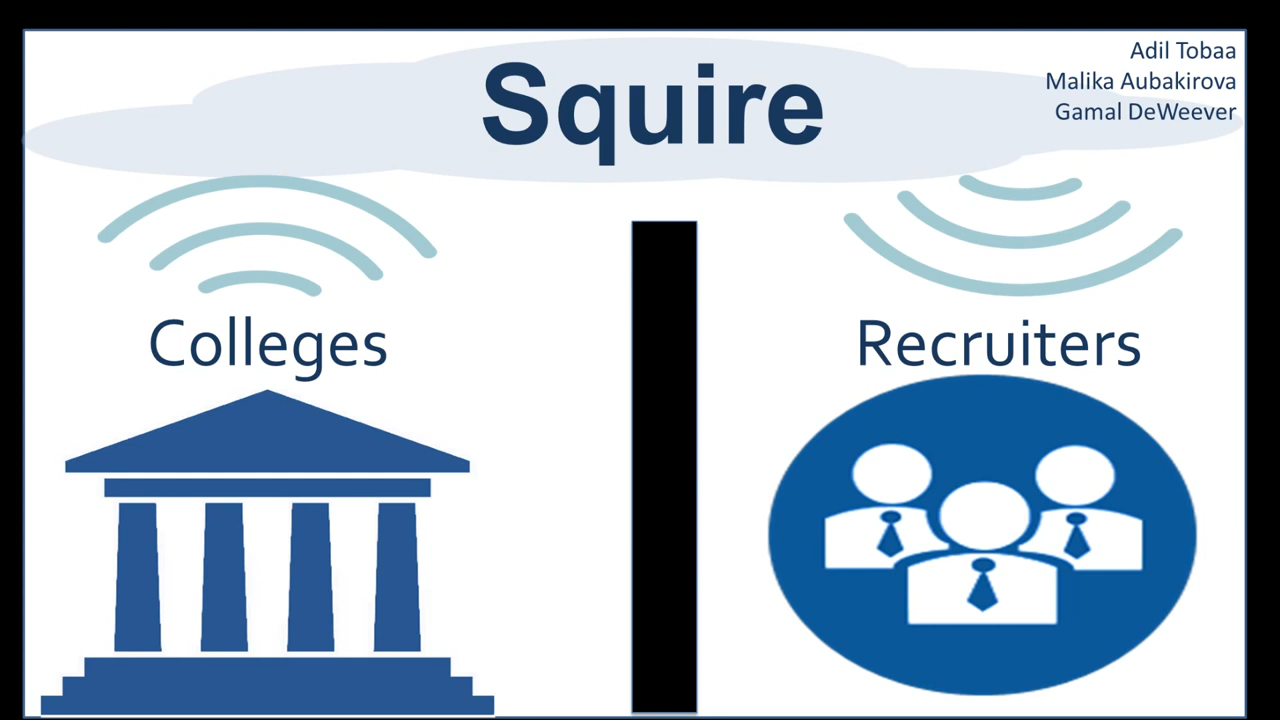 Squire
Adil Tobaa
Malika Aubakirova
Gamal DeWeever
Colleges
Recruiters